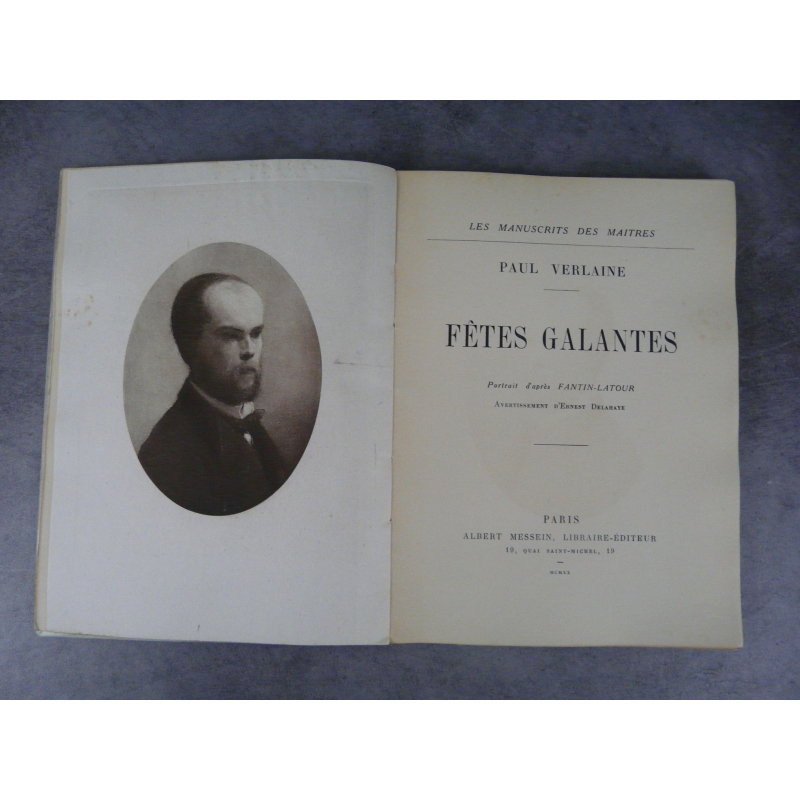 LES MANUSCRITS DES MAITRES
PAUL VERLAINE
FÊTES GALANTES
Portrait d'après FANTIN-LATOUR
AVERTISSEMENT D'ERNEST DELAHAYE
PARIS
ALBERT MESSEIN, LIBRAIRE-ÉDITEUR
19, QUAI SAINT-MICHEL, 19